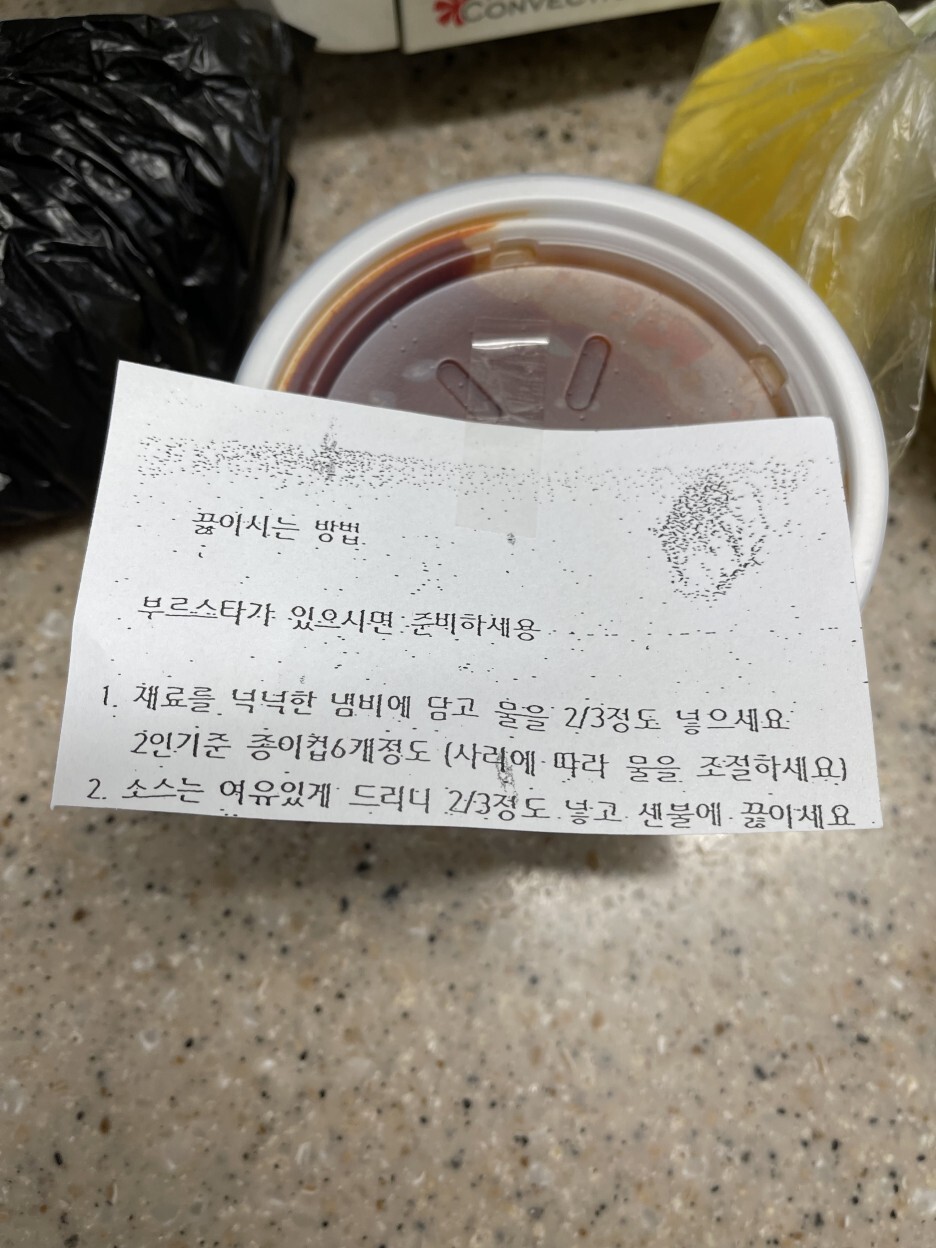 CONVECT
끓이시는 방법
부르스타가 있으시면 준비하세용
1. 재료를 넉넉한 냄비에 담고 물을 2/3정도 넣으세요
2인기준 종이컵6개정도 (사리에 따라 물을 조절하세요)
2. 소스는 여유있게 드리니 2/3정도 넣고 센불에 끓이세요